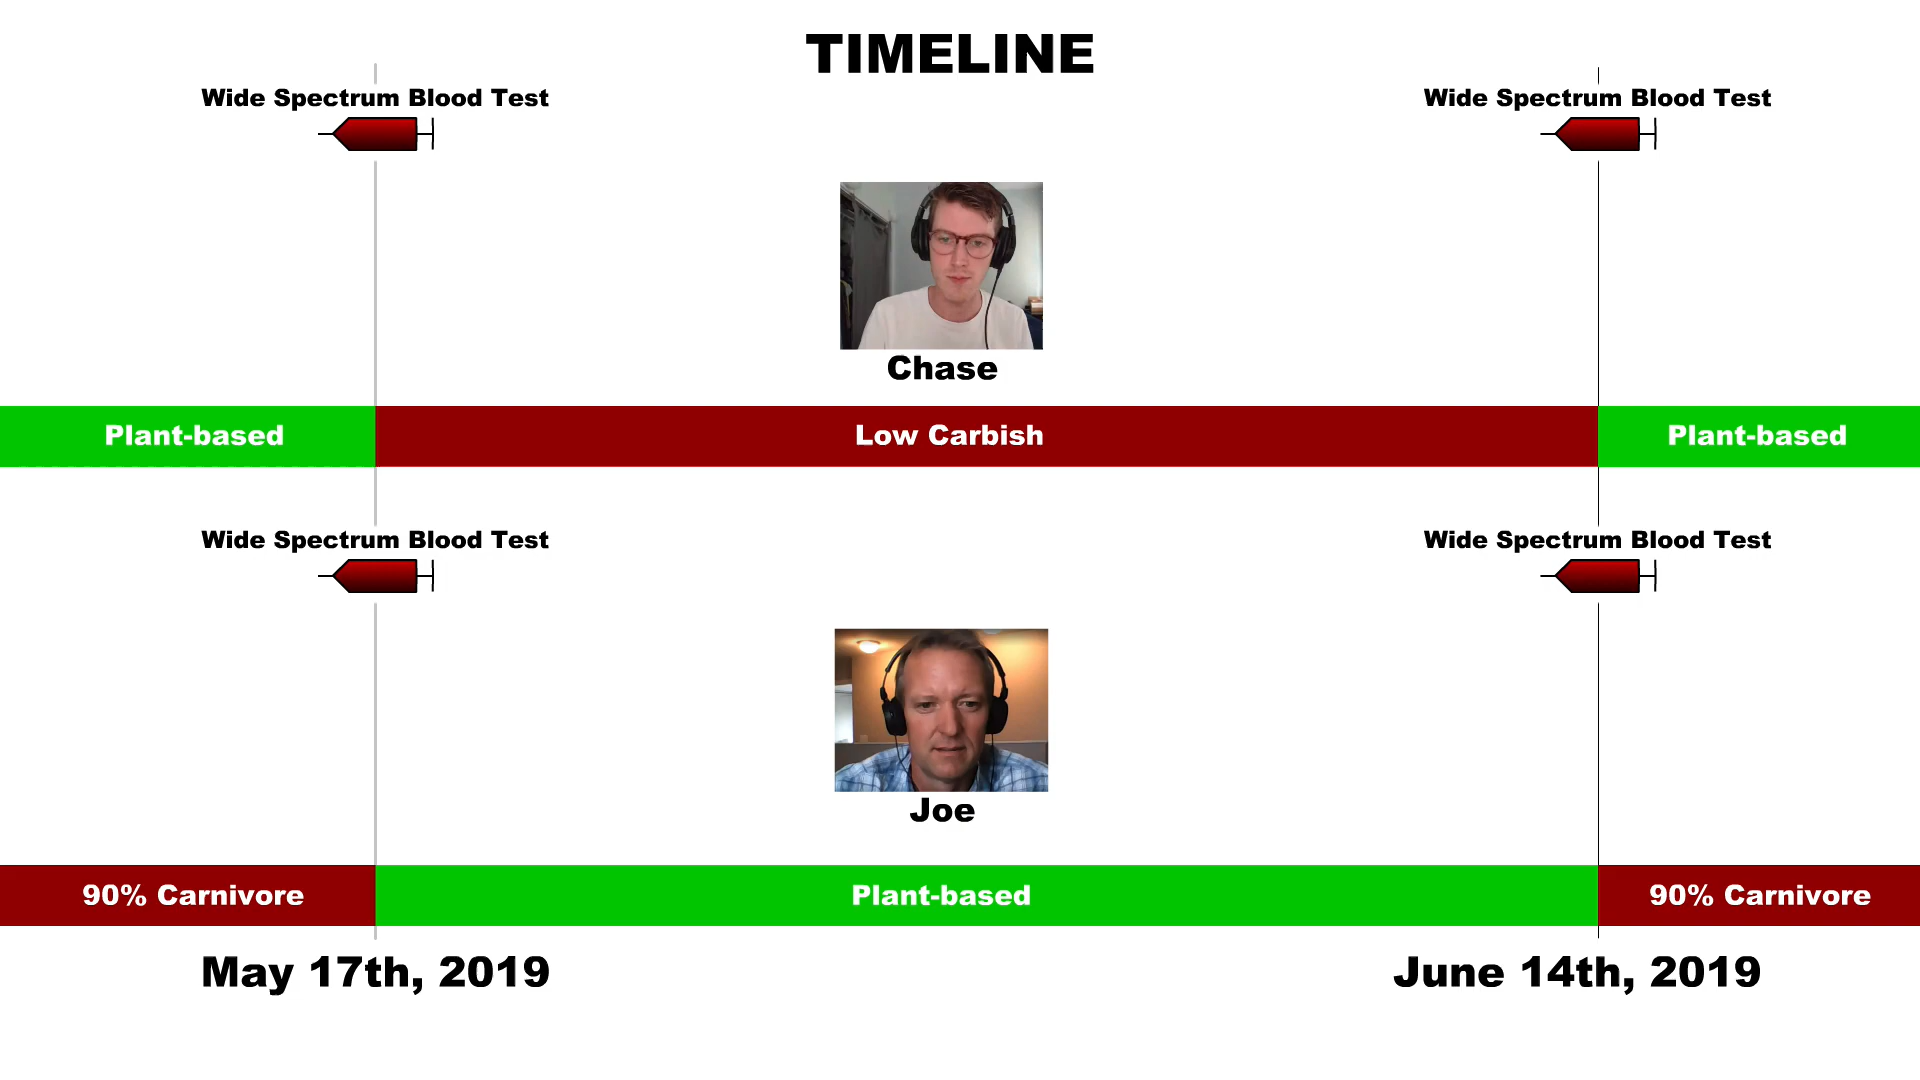 TIMELINE
Wide Spectrum Blood Test
Wide Spectrum Blood Test
Chase
Plant-based
Low Carbish
Plant-based
Wide Spectrum Blood Test
Wide Spectrum Blood Test
Joe
90% Carnivore
Plant-based
90% Carnivore
May 17th, 2019
June 14th, 2019